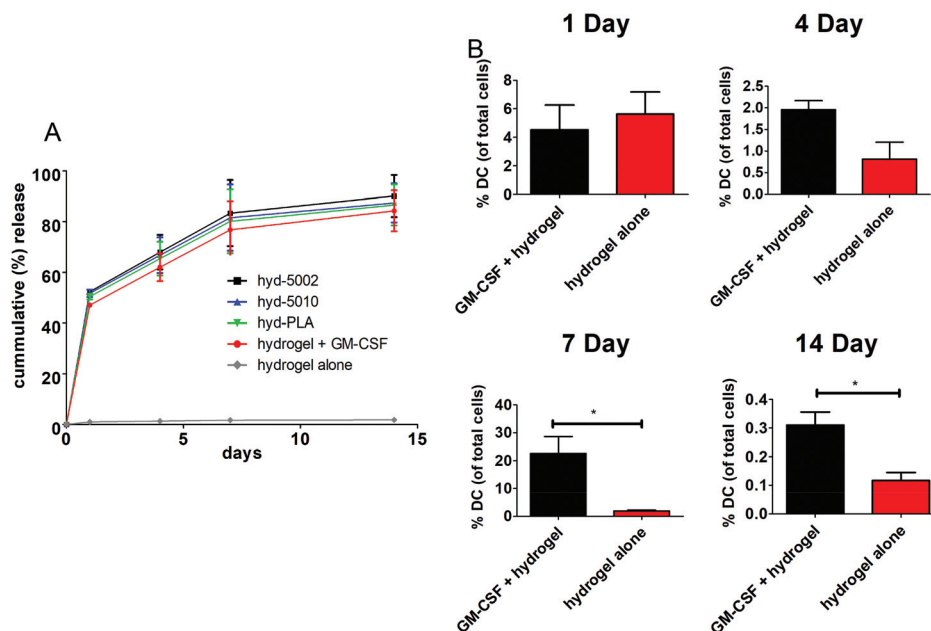 A
cummulative (%) release
100
80
60
40
20
0
0
5
10
15
days
hyd-5002
hyd-5010
hyd-PLA
hydrogel + GM-CSF
hydrogel alone
B
1 Day
% DC (of total cells)
8
6
4
2
0
GM-CSF + hydrogel
hydrogel alone
4 Day
% DC (of total cells)
2.5
2.0
1.5
1.0
0.5
0.0
GM-CSF + hydrogel
hydrogel alone
7 Day
% DC (of total cells)
40
30
20
10
0
*
GM-CSF + hydrogel
hydrogel alone
14 Day
% DC (of total cells)
0.4
0.3
0.2
0.1
0.0
*
GM-CSF + hydrogel
hydrogel alone